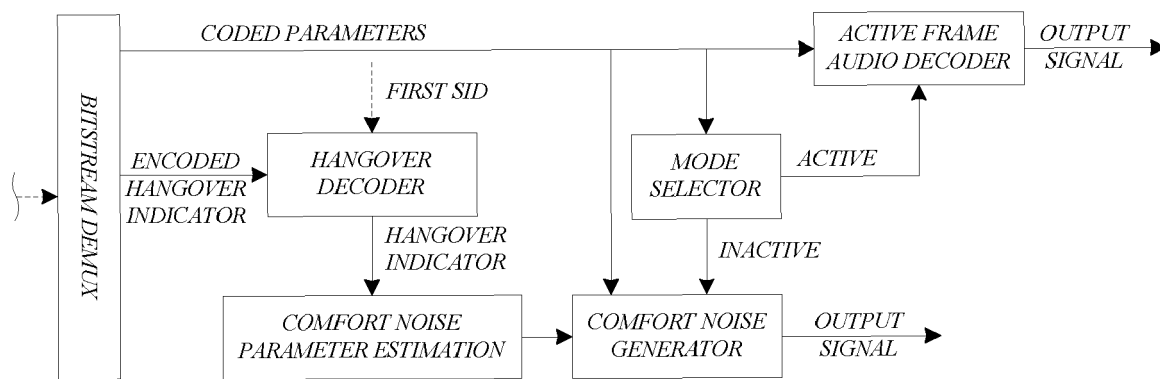 CODED PARAMETERS
ACTIVE FRAME
AUDIO DECODER
OUTPUT
SIGNAL
FIRST SID
BITSTREAM DEMUX
ENCODED
HANGOVER
INDICATOR
HANGOVER
DECODER
MODE
SELECTOR
ACTIVE
HANGOVER
INDICATOR
INACTIVE
COMFORT NOISE
PARAMETER ESTIMATION
COMFORT NOISE
GENERATOR
OUTPUT
SIGNAL